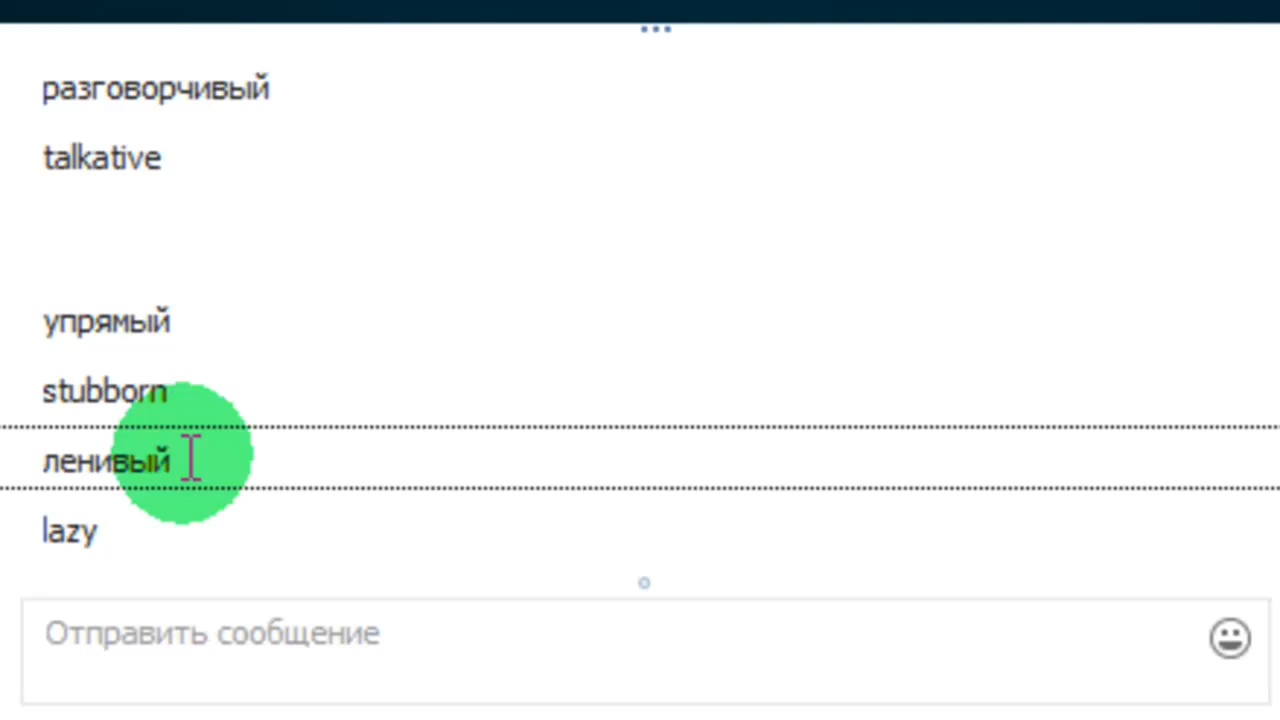 разговорчивый
talkative
упрямый
stubborn
ленивый
lazy
Отправить сообщение